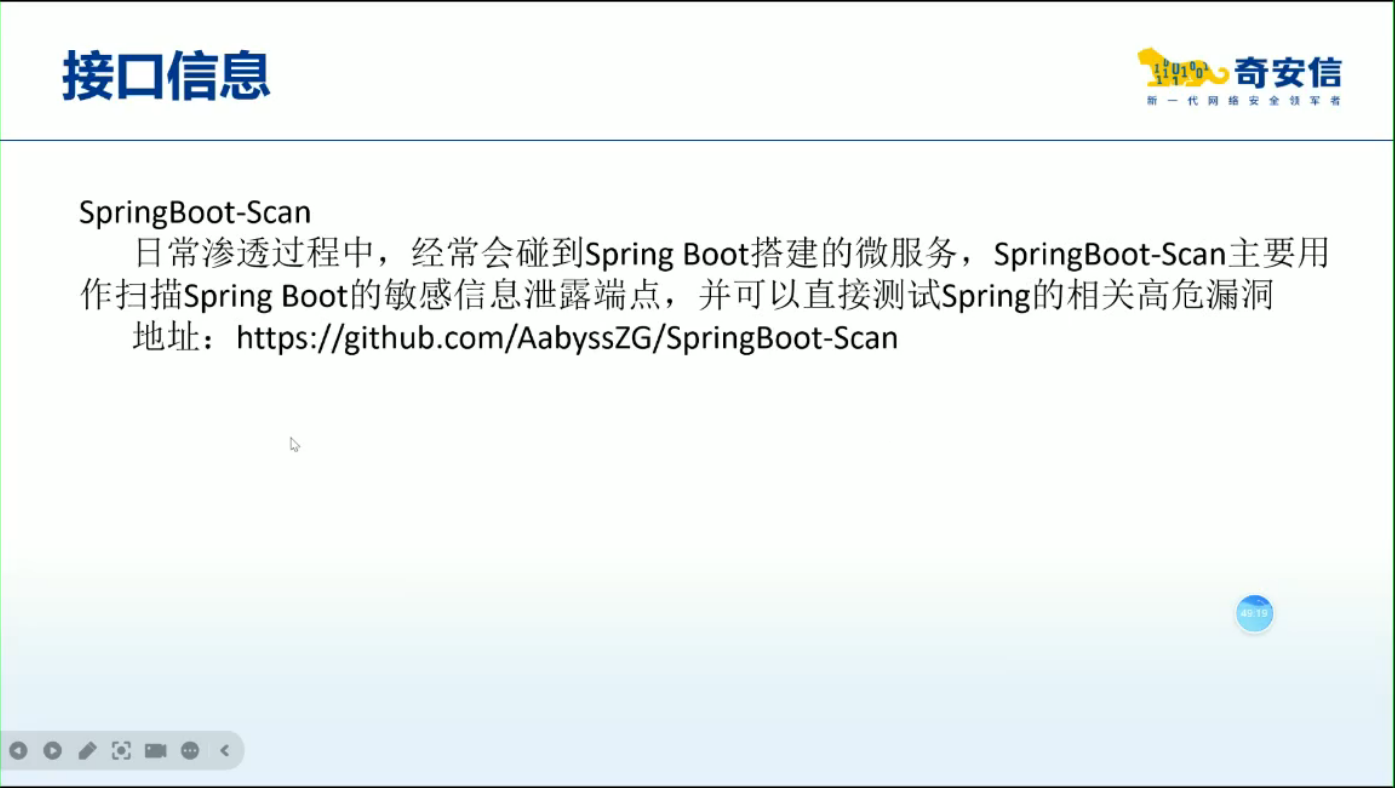 接口信息
奇安信
新一代网络安全领军者
SpringBoot-Scan
日常渗透过程中，经常会碰到Spring Boot搭建的微服务，SpringBoot-Scan主要用
作扫描Spring Boot的敏感信息泄露端点，并可以直接测试Spring的相关高危漏洞
地址：https://github.com/AabyssZG/SpringBoot-Scan
49:19